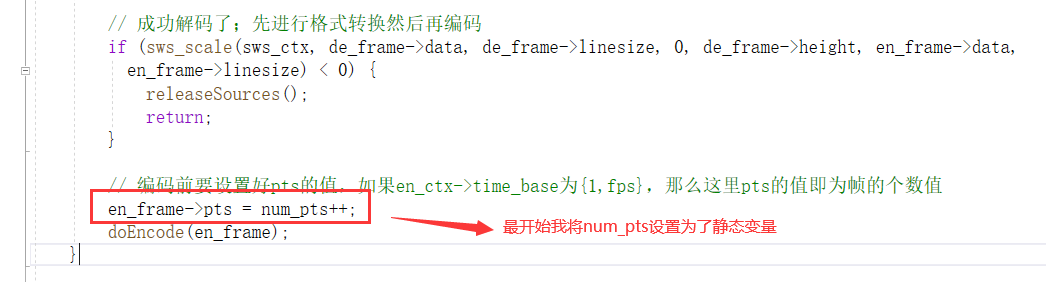 // 成功解码了；先进行格式转换然后再编码
if (sws_scale(sws_ctx, de_frame->data, de_frame->linesize, 0, de_frame->height, en_frame->data,
en_frame->linesize) < 0) {
releaseSources();
return;
}
// 编码前要设置好pts的值，如果en_ctx->time_base为{1,fps}，那么这里pts的值即为帧的个数值
en_frame->pts = num_pts++;
最开始我将num_pts设置为了静态变量
doEncode(en_frame);
}